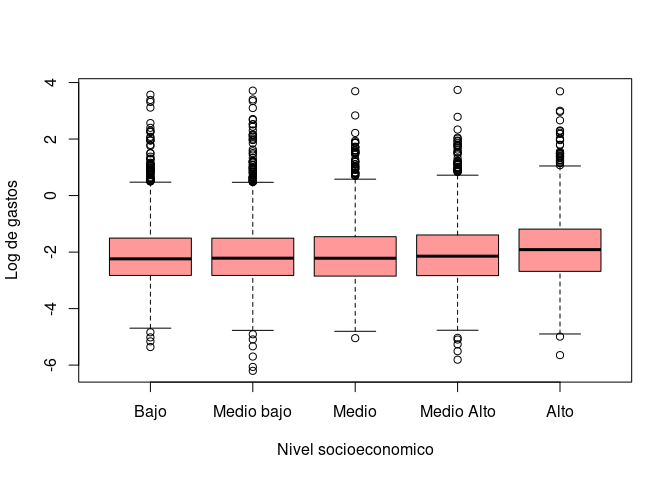 4
2
0
-2
-4
-6
Log de gastos
Bajo
Medio bajo
Medio
Medio Alto
Alto
Nivel socioeconomico